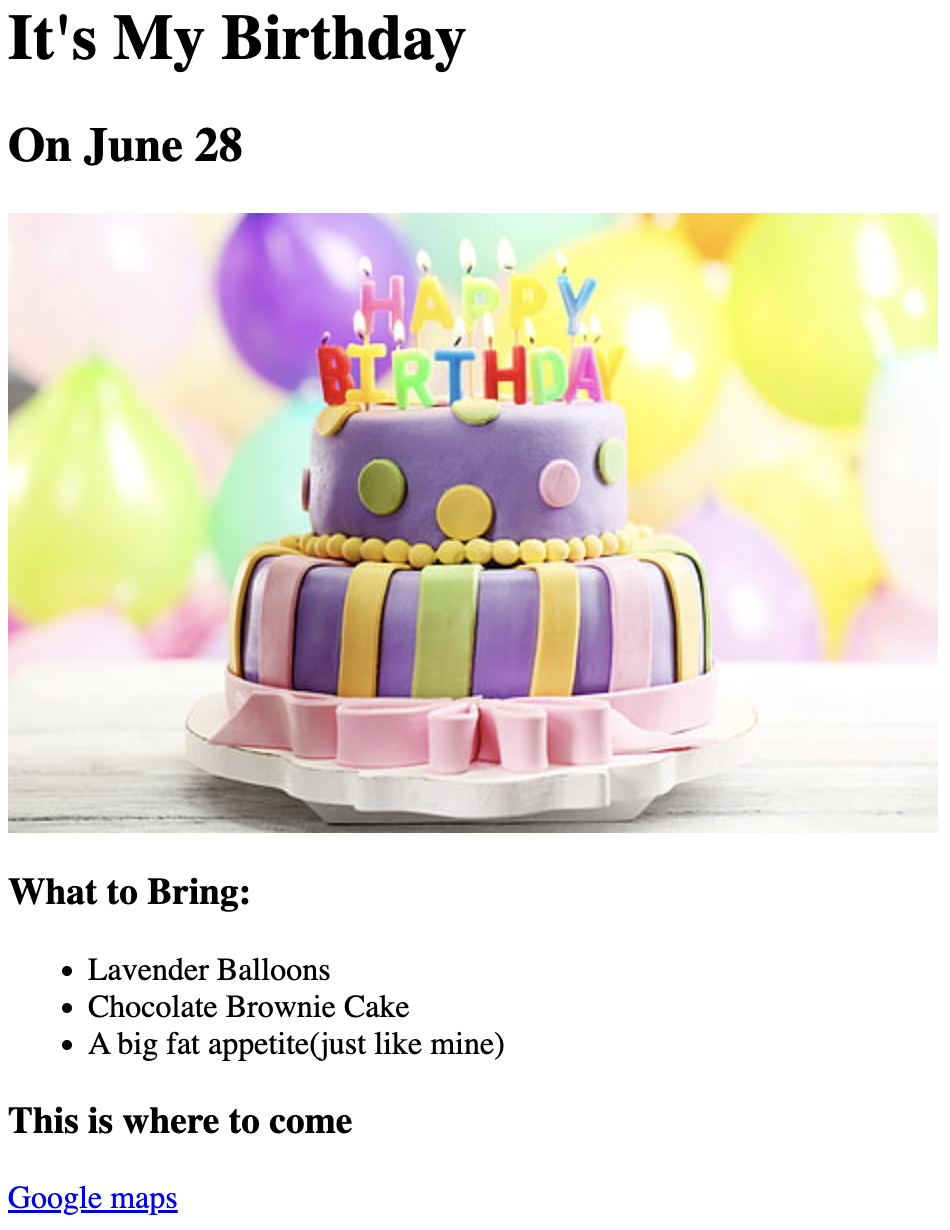 It's My Birthday
On June 28
HAPPY
BIRTHDAY
What to Bring:
Lavender Balloons
Chocolate Brownie Cake
A big fat appetite(just like mine)
This is where to come
Google maps